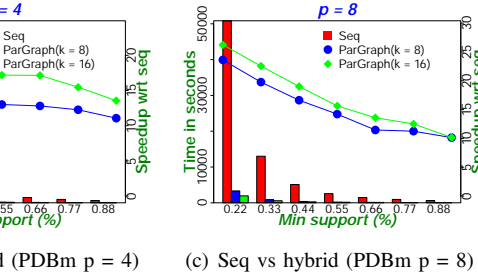 = 4
Seq
ParGraph(k = 8)
ParGraph(k = 16)
0 5 10 15 20
Speedup wrt seq
0.66 0.77 0.88
port (%)
(PDBm p = 4)
p = 8
Seq
ParGraph(k = 8)
ParGraph(k = 16)
Time in seconds
0 10000 30000 50000
0 5 10 15 20 25 30
Speedup wrt seq
0.22 0.33 0.44 0.55 0.66 0.77 0.88
Min support (%)
(c) Seq vs hybrid (PDBm p = 8)